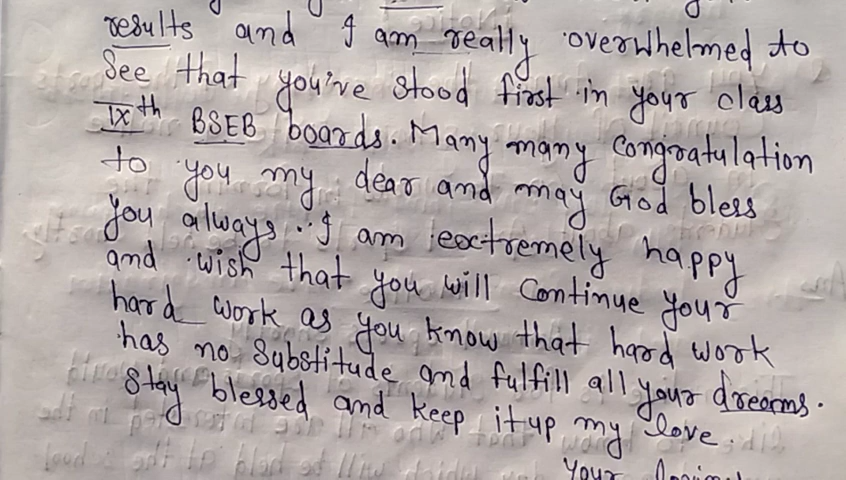 results and I am really overwhelmed to
See that you've stood first in your class
IXth BSEB boards. Many many Congratulation
to you my dear and may God bless
you always. I am extremely happy
and wish that you will Continue your
hard work as you know that hard work
has no Substitude and fulfill all your dreams.
Stay blessed and keep it up my love.
Your